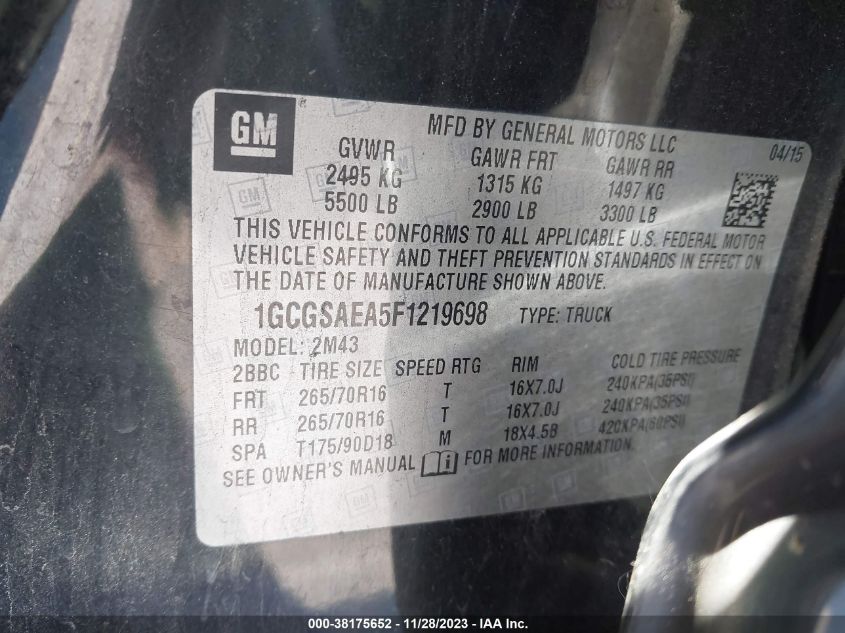 GM
MFD BY GENERAL MOTORS LLC
04/15
GVWR GAWR FRT GAWR RR
2495 KG 1315 KG 1497 KG
5500 LB 2900 LB 3300 LB
THIS VEHICLE CONFORMS TO ALL APPLICABLE U.S. FEDERAL MOTOR
VEHICLE SAFETY AND THEFT PREVENTION STANDARDS IN EFFECT ON
THE DATE OF MANUFACTURE SHOWN ABOVE.
1GCGSAEA5F1219698 TYPE: TRUCK
MODEL: 2M43
2BBC TIRE SIZE SPEED RTG RIM COLD TIRE PRESSURE
FRT 265/70R16 T 16X7.0J 240KPA(35PSI)
RR 265/70R16 T 16X7.0J 240KPA(35PSI)
SPA T175/90D18 M 18X4.5B 420KPA(60PSI)
SEE OWNER'S MANUAL FOR MORE INFORMATION.
000-38175652 - 11/28/2023 - IAA Inc.